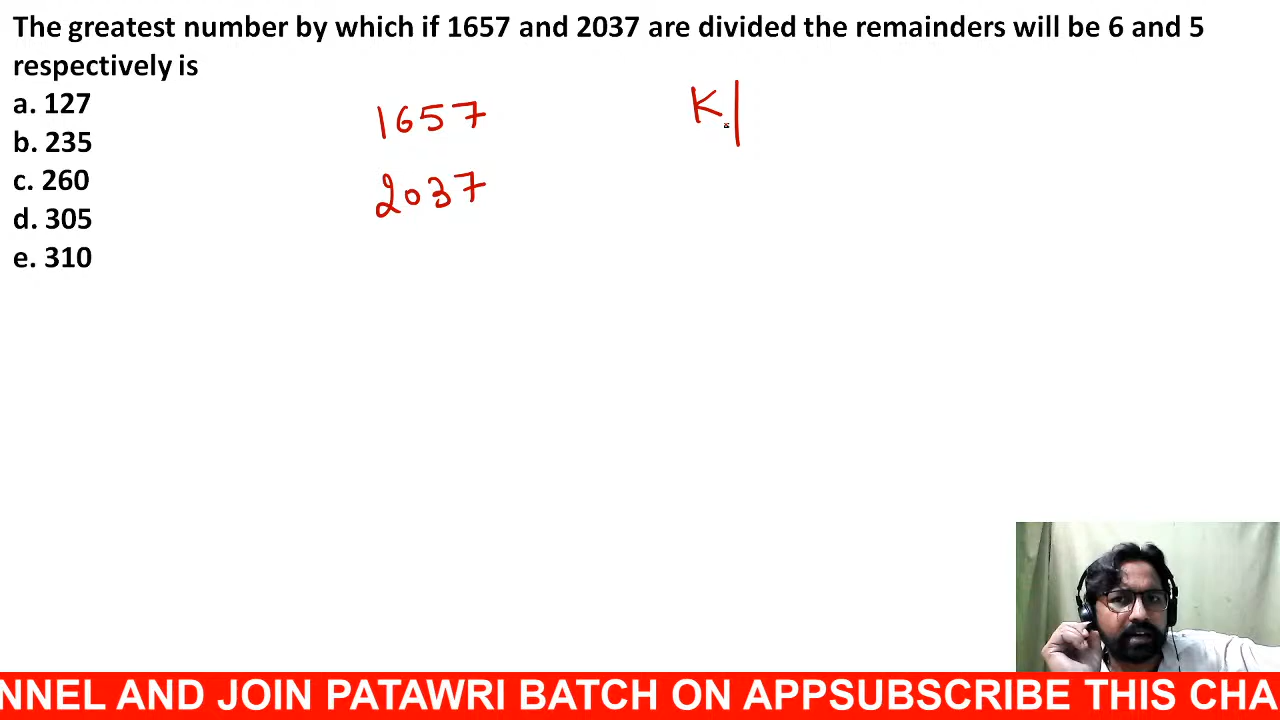 The greatest number by which if 1657 and 2037 are divided the remainders will be 6 and 5
respectively is
a. 127
b. 235
c. 260
d. 305
e. 310
1657
2037
K
NNEL AND JOIN PATAWRI BATCH ON APPSUBSCRIBE THIS CHA